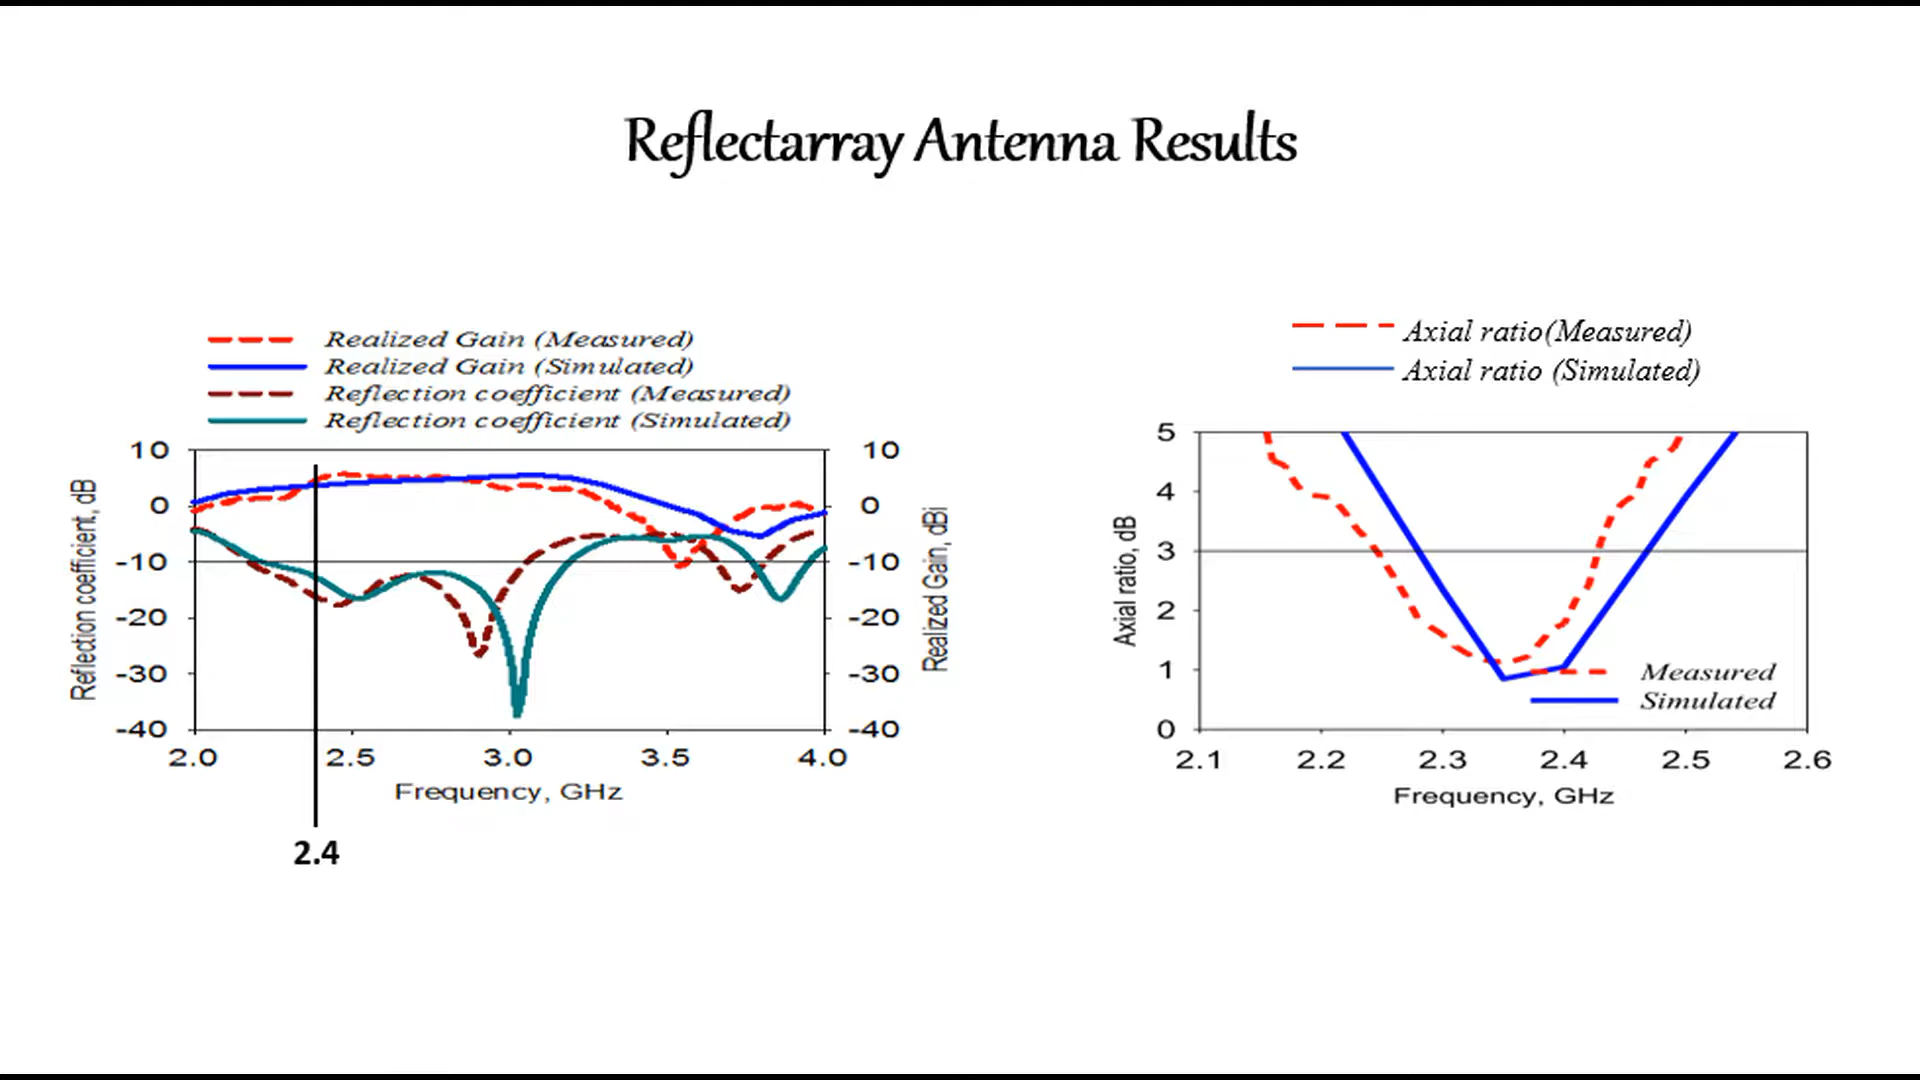 Reflectarray Antenna Results
Realized Gain (Measured)
Realized Gain (Simulated)
Reflection coefficient (Measured)
Reflection coefficient (Simulated)
10
0
-10
-20
-30
-40
Reflection coefficient, dB
10
0
-10
-20
-30
-40
Realized Gain, dBi
2.0 2.5 3.0 3.5 4.0
Frequency, GHz
2.4
Axial ratio(Measured)
Axial ratio (Simulated)
5
4
3
2
1
0
Axial ratio, dB
Measured
Simulated
2.1 2.2 2.3 2.4 2.5 2.6
Frequency, GHz